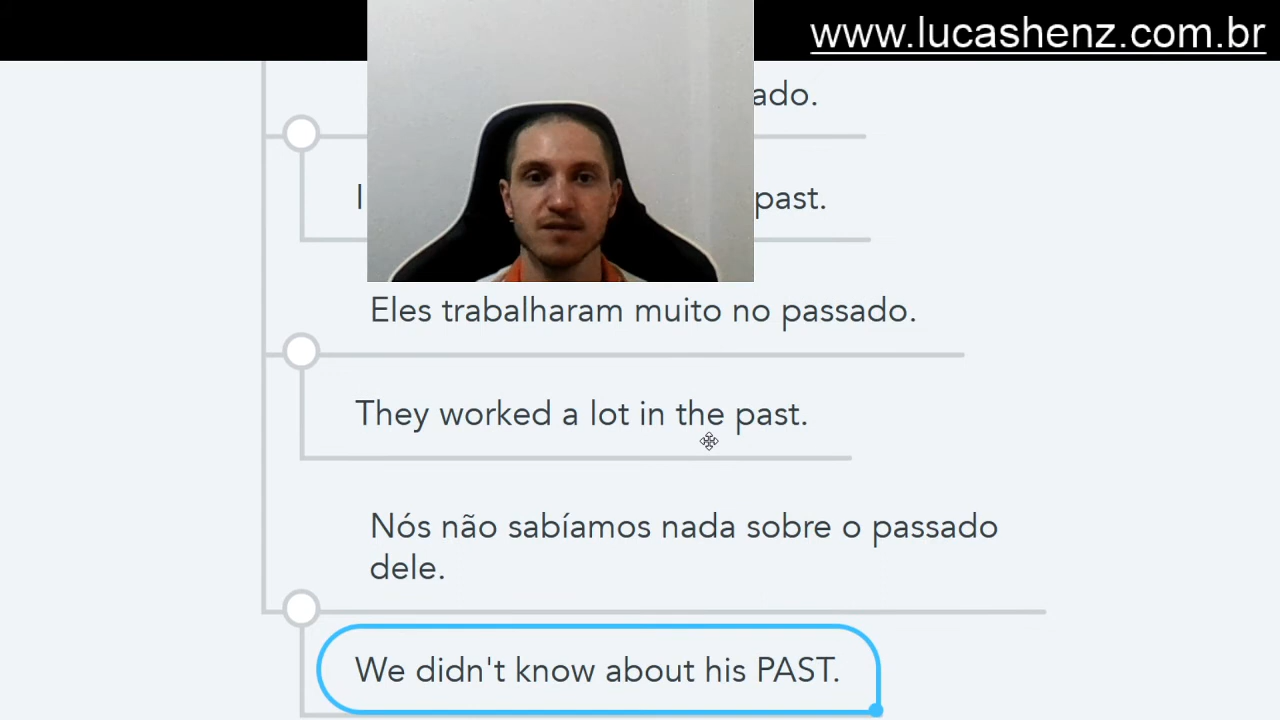 www.lucashenz.com.br
ado.
I past.
Eles trabalharam muito no passado.
They worked a lot in the past.
Nós não sabíamos nada sobre o passado
dele.
We didn't know about his PAST.